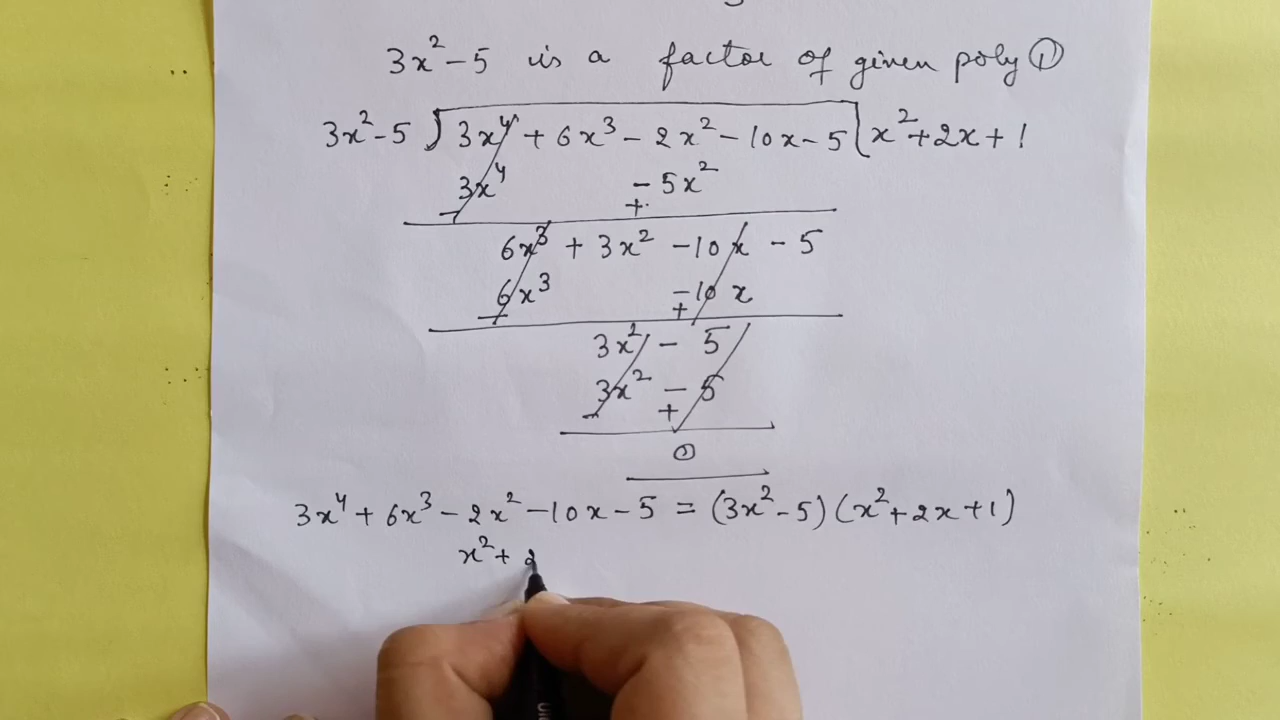 3x² - 5 is a factor of given poly ①
3x² - 5 ) 3x⁴ + 6x³ - 2x² - 10x - 5 ( x² + 2x + 1
3x⁴ - 5x²
- +
6x³ + 3x² - 10x - 5
6x³ - 10x
- +
3x² - 5
3x² - 5
- +
0
3x⁴ + 6x³ - 2x² - 10x - 5 = (3x² - 5)(x² + 2x + 1)
x² + 2